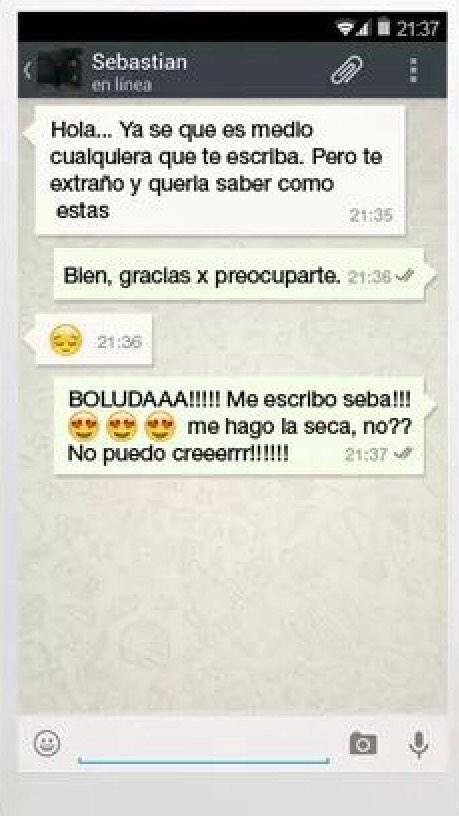 21:37
Sebastian
en línea
Hola... Ya se que es medio
cualquiera que te escriba. Pero te
extraño y queria saber como
estas
21:35
Bien, gracias x preocuparte. 21:36
😔 21:36
BOLUDAAA!!!!! Me escribo seba!!!
😍 😍 😍 me hago la seca, no??
No puedo creeerrr!!!!!! 21:37